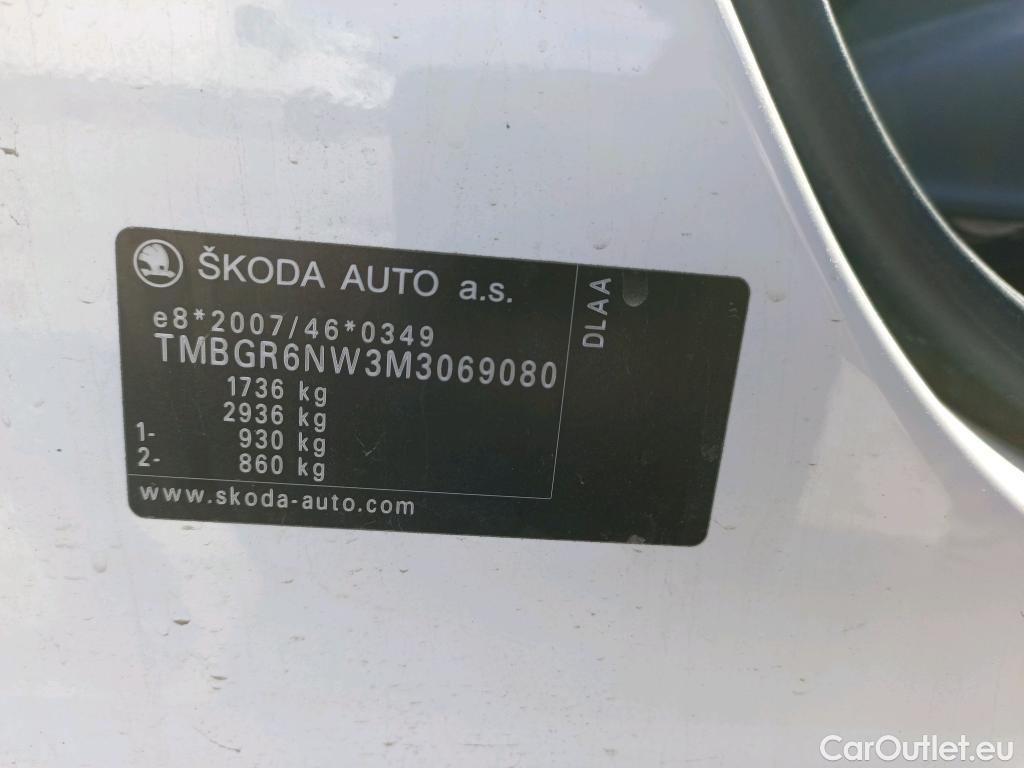 ŠKODA AUTO a.s.
e8*2007/46*0349
TMBGR6NW3M3069080
1736 kg
2936 kg
1- 930 kg
2- 860 kg
www.skoda-auto.com
DLAA
CarOutlet.eu